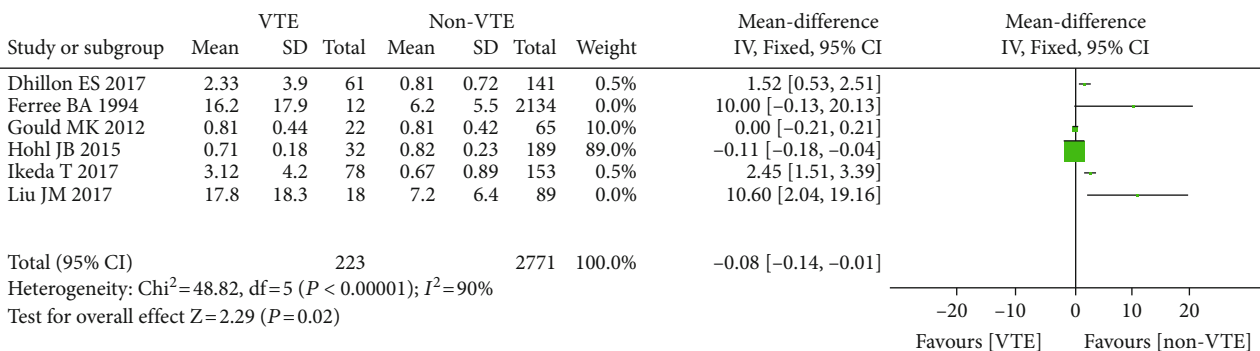 VTE Non-VTE Mean-difference Mean-difference
Study or subgroup Mean SD Total Mean SD Total Weight IV, Fixed, 95% CI IV, Fixed, 95% CI
Dhillon ES 2017 2.33 3.9 61 0.81 0.72 141 0.5% 1.52 [0.53, 2.51]
Ferree BA 1994 16.2 17.9 12 6.2 5.5 2134 0.0% 10.00 [–0.13, 20.13]
Gould MK 2012 0.81 0.44 22 0.81 0.42 65 10.0% 0.00 [–0.21, 0.21]
Hohl JB 2015 0.71 0.18 32 0.82 0.23 189 89.0% –0.11 [–0.18, –0.04]
Ikeda T 2017 3.12 4.2 78 0.67 0.89 153 0.5% 2.45 [1.51, 3.39]
Liu JM 2017 17.8 18.3 18 7.2 6.4 89 0.0% 10.60 [2.04, 19.16]
Total (95% CI) 223 2771 100.0% –0.08 [–0.14, –0.01]
Heterogeneity: Chi²=48.82, df=5 (P < 0.00001); I²=90%
Test for overall effect Z=2.29 (P=0.02)
–20 –10 0 10 20
Favours [VTE] Favours [non-VTE]